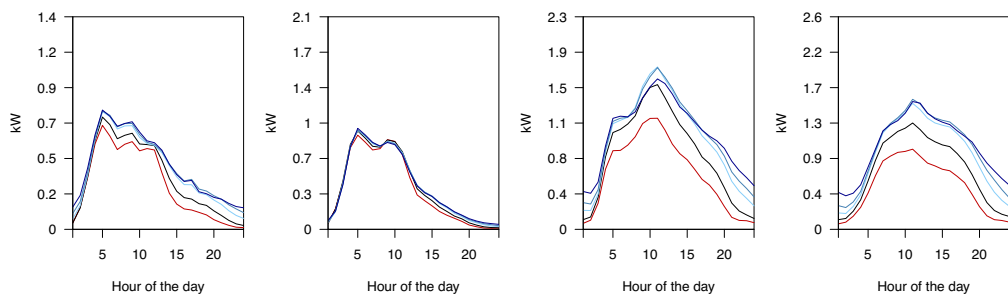 1.4 2.1 2.3 2.6
1.2 1.7 1.9 2.2
0.9 1.4 1.5 1.7
0.7 1 1.1 1.3
0.5 0.7 0.8 0.9
0.2 0.3 0.4 0.4
0 0 0 0
kW kW kW kW
5 10 15 20 5 10 15 20 5 10 15 20 5 10 15 20
Hour of the day Hour of the day Hour of the day Hour of the day